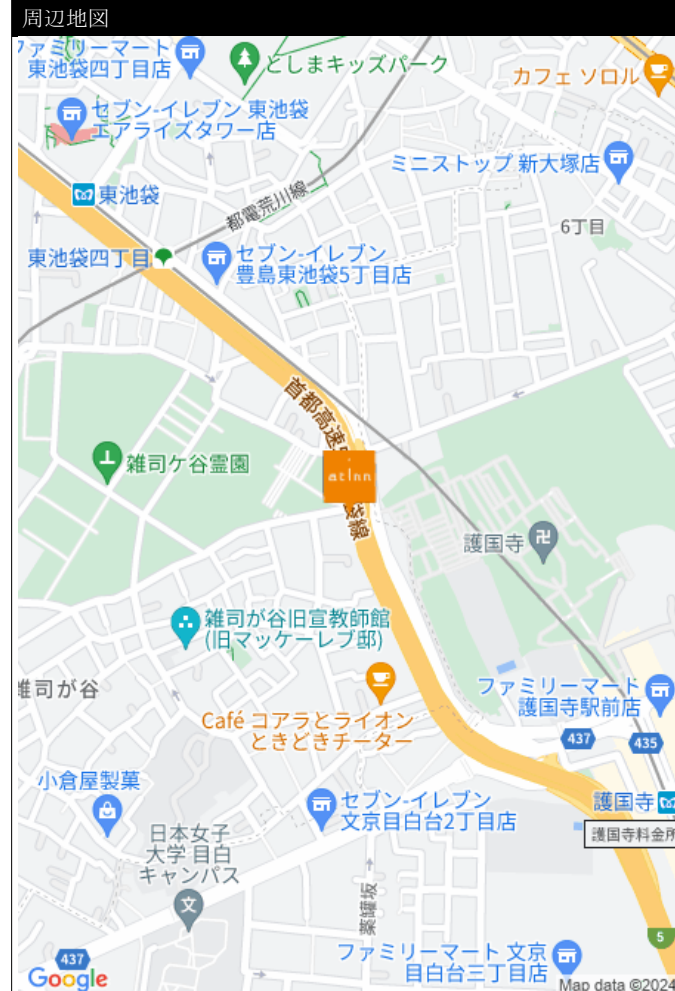 周辺地図
ファミリーマート
東池袋四丁目店
としまキッズパーク
カフェ ソロル
セブン-イレブン 東池袋
エアライズタワー店
ミニストップ 新大塚店
東池袋
都電荒川線
6丁目
東池袋四丁目
セブン-イレブン
豊島東池袋5丁目店
首都高速
atinn
袋線
雑司ケ谷霊園
護国寺
雑司が谷旧宣教師館
(旧マッケーレブ邸)
雑司が谷
ファミリーマート
護国寺駅前店
Café コアラとライオン
ときどきチーター
437
435
小倉屋製菓
セブン-イレブン
文京目白台2丁目店
護国寺
護国寺料金所
日本女子
大学 目白
キャンパス
薬罐坂
5
ファミリーマート 文京
目白台三丁目店
437
Google
Map data ©2024